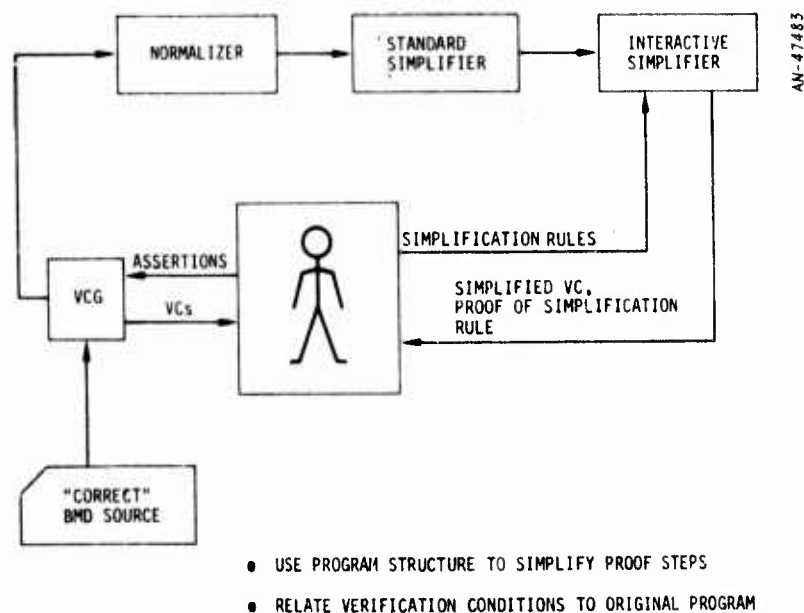 NORMALIZER
STANDARD
SIMPLIFIER
INTERACTIVE
SIMPLIFIER
AN-47483
ASSERTIONS
VCG
VCs
SIMPLIFICATION RULES
SIMPLIFIED VC,
PROOF OF SIMPLIFICATION
RULE
"CORRECT"
BMD SOURCE
• USE PROGRAM STRUCTURE TO SIMPLIFY PROOF STEPS
• RELATE VERIFICATION CONDITIONS TO ORIGINAL PROGRAM